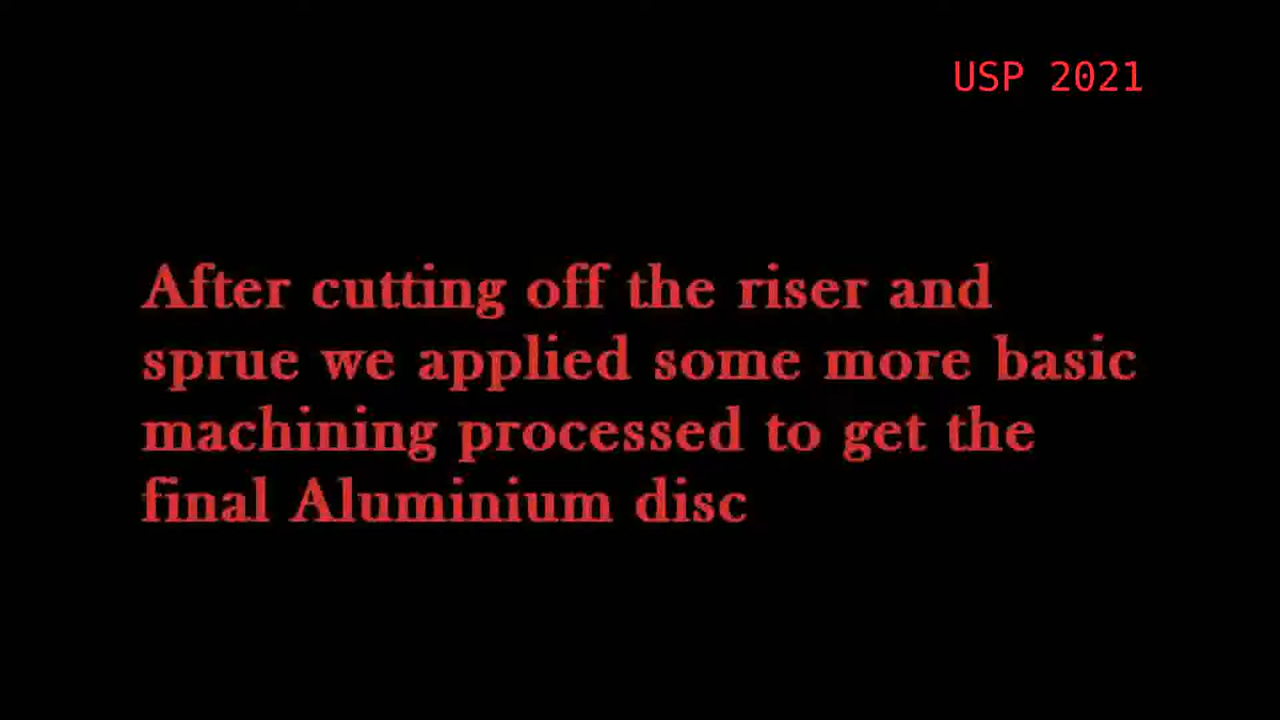 USP 2021
After cutting off the riser and
sprue we applied some more basic
machining processed to get the
final Aluminium disc